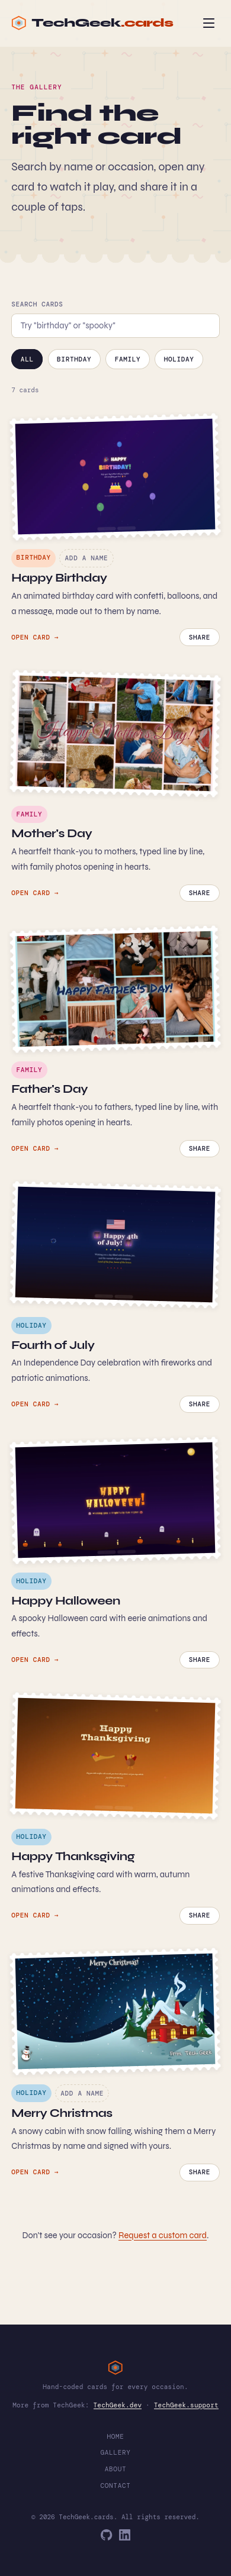 TechGeek.cards
THE GALLERY
Find the
right card
Search by name or occasion, open any
card to watch it play, and share it in a
couple of taps.
SEARCH CARDS
Try "birthday" or "spooky"
ALL
BIRTHDAY
FAMILY
HOLIDAY
7 cards
HAPPY
BIRTHDAY!
BIRTHDAY
ADD A NAME
Happy Birthday
An animated birthday card with confetti, balloons, and
a message, made out to them by name.
OPEN CARD →
SHARE
Happy Mother's Day!
FAMILY
Mother's Day
A heartfelt thank-you to mothers, typed line by line,
with family photos opening in hearts.
OPEN CARD →
SHARE
HAPPY FATHER'S DAY!
FAMILY
Father's Day
A heartfelt thank-you to fathers, typed line by line, with
family photos opening in hearts.
OPEN CARD →
SHARE
Happy 4th
of July!
HOLIDAY
Fourth of July
An Independence Day celebration with fireworks and
patriotic animations.
OPEN CARD →
SHARE
HAPPY
HALLOWEEN!
HOLIDAY
Happy Halloween
A spooky Halloween card with eerie animations and
effects.
OPEN CARD →
SHARE
Happy
Thanksgiving
HOLIDAY
Happy Thanksgiving
A festive Thanksgiving card with warm, autumn
animations and effects.
OPEN CARD →
SHARE
Merry Christmas!
HOLIDAY
ADD A NAME
Merry Christmas
A snowy cabin with snow falling, wishing them a Merry
Christmas by name and signed with yours.
OPEN CARD →
SHARE
Don't see your occasion? Request a custom card.
Hand-coded cards for every occasion.
More from TechGeek: TechGeek.dev · TechGeek.support
HOME
GALLERY
ABOUT
CONTACT
© 2026 TechGeek.cards. All rights reserved.